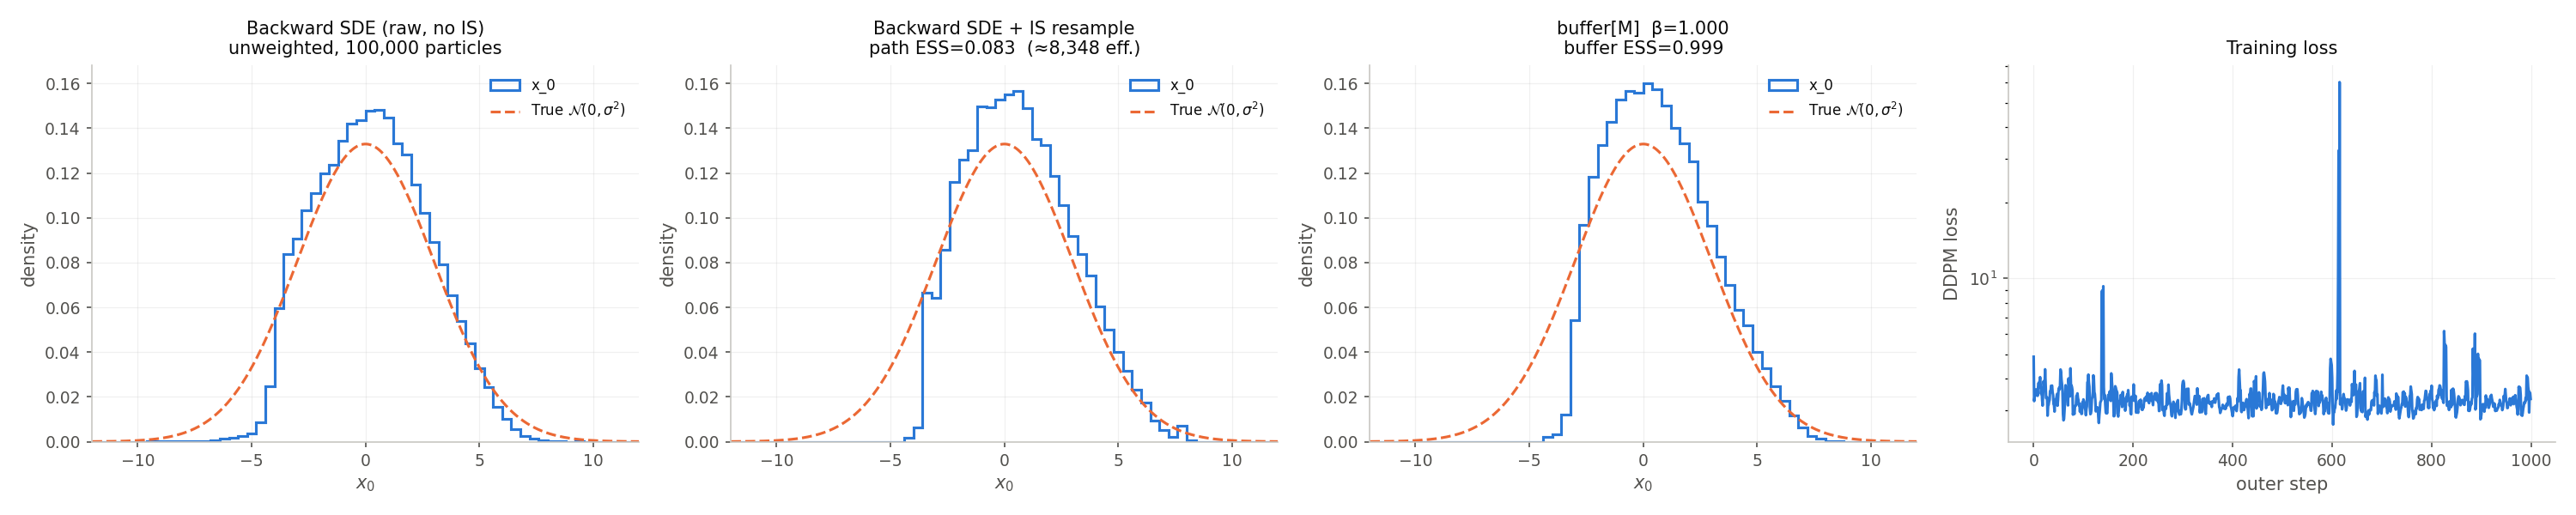 Backward SDE (raw, no IS)
unweighted, 100,000 particles
x_0
True 𝒩(0, σ²)
density
0.16
0.14
0.12
0.10
0.08
0.06
0.04
0.02
0.00
−10
−5
0
5
10
x₀
Backward SDE + IS resample
path ESS=0.083 (≈8,348 eff.)
x_0
True 𝒩(0, σ²)
density
0.16
0.14
0.12
0.10
0.08
0.06
0.04
0.02
0.00
−10
−5
0
5
10
x₀
buffer[M] β=1.000
buffer ESS=0.999
x_0
True 𝒩(0, σ²)
density
0.16
0.14
0.12
0.10
0.08
0.06
0.04
0.02
0.00
−10
−5
0
5
10
x₀
Training loss
DDPM loss
10¹
0
200
400
600
800
1000
outer step